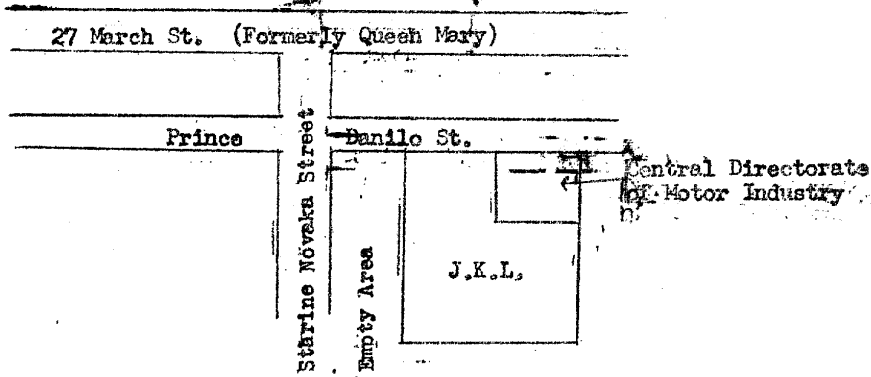 27 March St. (Formerly Queen Mary)
Prince Danilo St.
Starine Novaka Street
Empty Area
J.K.L.
Central Directorate
of Motor Industry